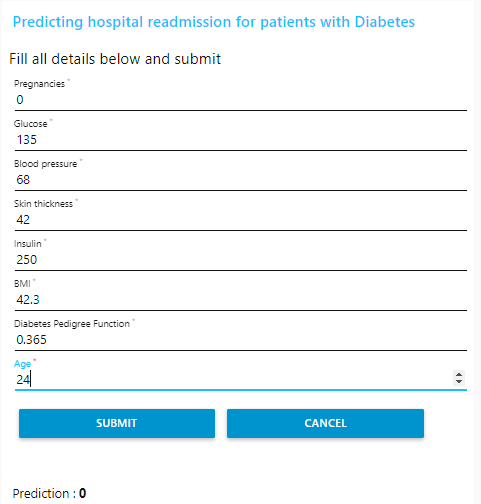 Predicting hospital readmission for patients with Diabetes
Fill all details below and submit
Pregnancies *
0
Glucose *
135
Blood pressure *
68
Skin thickness *
42
Insulin *
250
BMI *
42.3
Diabetes Pedigree Function *
0.365
Age *
24
SUBMIT CANCEL
Prediction : 0